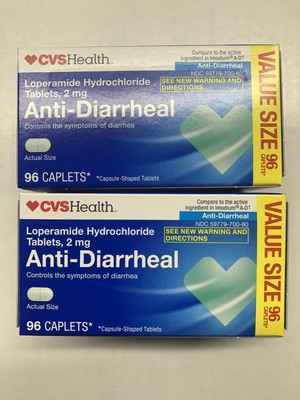 CVSHealth
Compare to the active
ingredient in Imodium® A-D†
Anti-Diarrheal
NDC 59779-700-60
Loperamide Hydrochloride
Tablets, 2 mg
SEE NEW WARNING AND
DIRECTIONS
Anti-Diarrheal
Controls the symptoms of diarrhea
Actual Size
96 CAPLETS*
*Capsule-Shaped Tablets
VALUE SIZE 96
CAPLETS*
CVSHealth
Compare to the active
ingredient in Imodium® A-D†
Anti-Diarrheal
NDC 59779-700-60
Loperamide Hydrochloride
Tablets, 2 mg
SEE NEW WARNING AND
DIRECTIONS
Anti-Diarrheal
Controls the symptoms of diarrhea
Actual Size
96 CAPLETS*
*Capsule-Shaped Tablets
VALUE SIZE 96
CAPLETS*